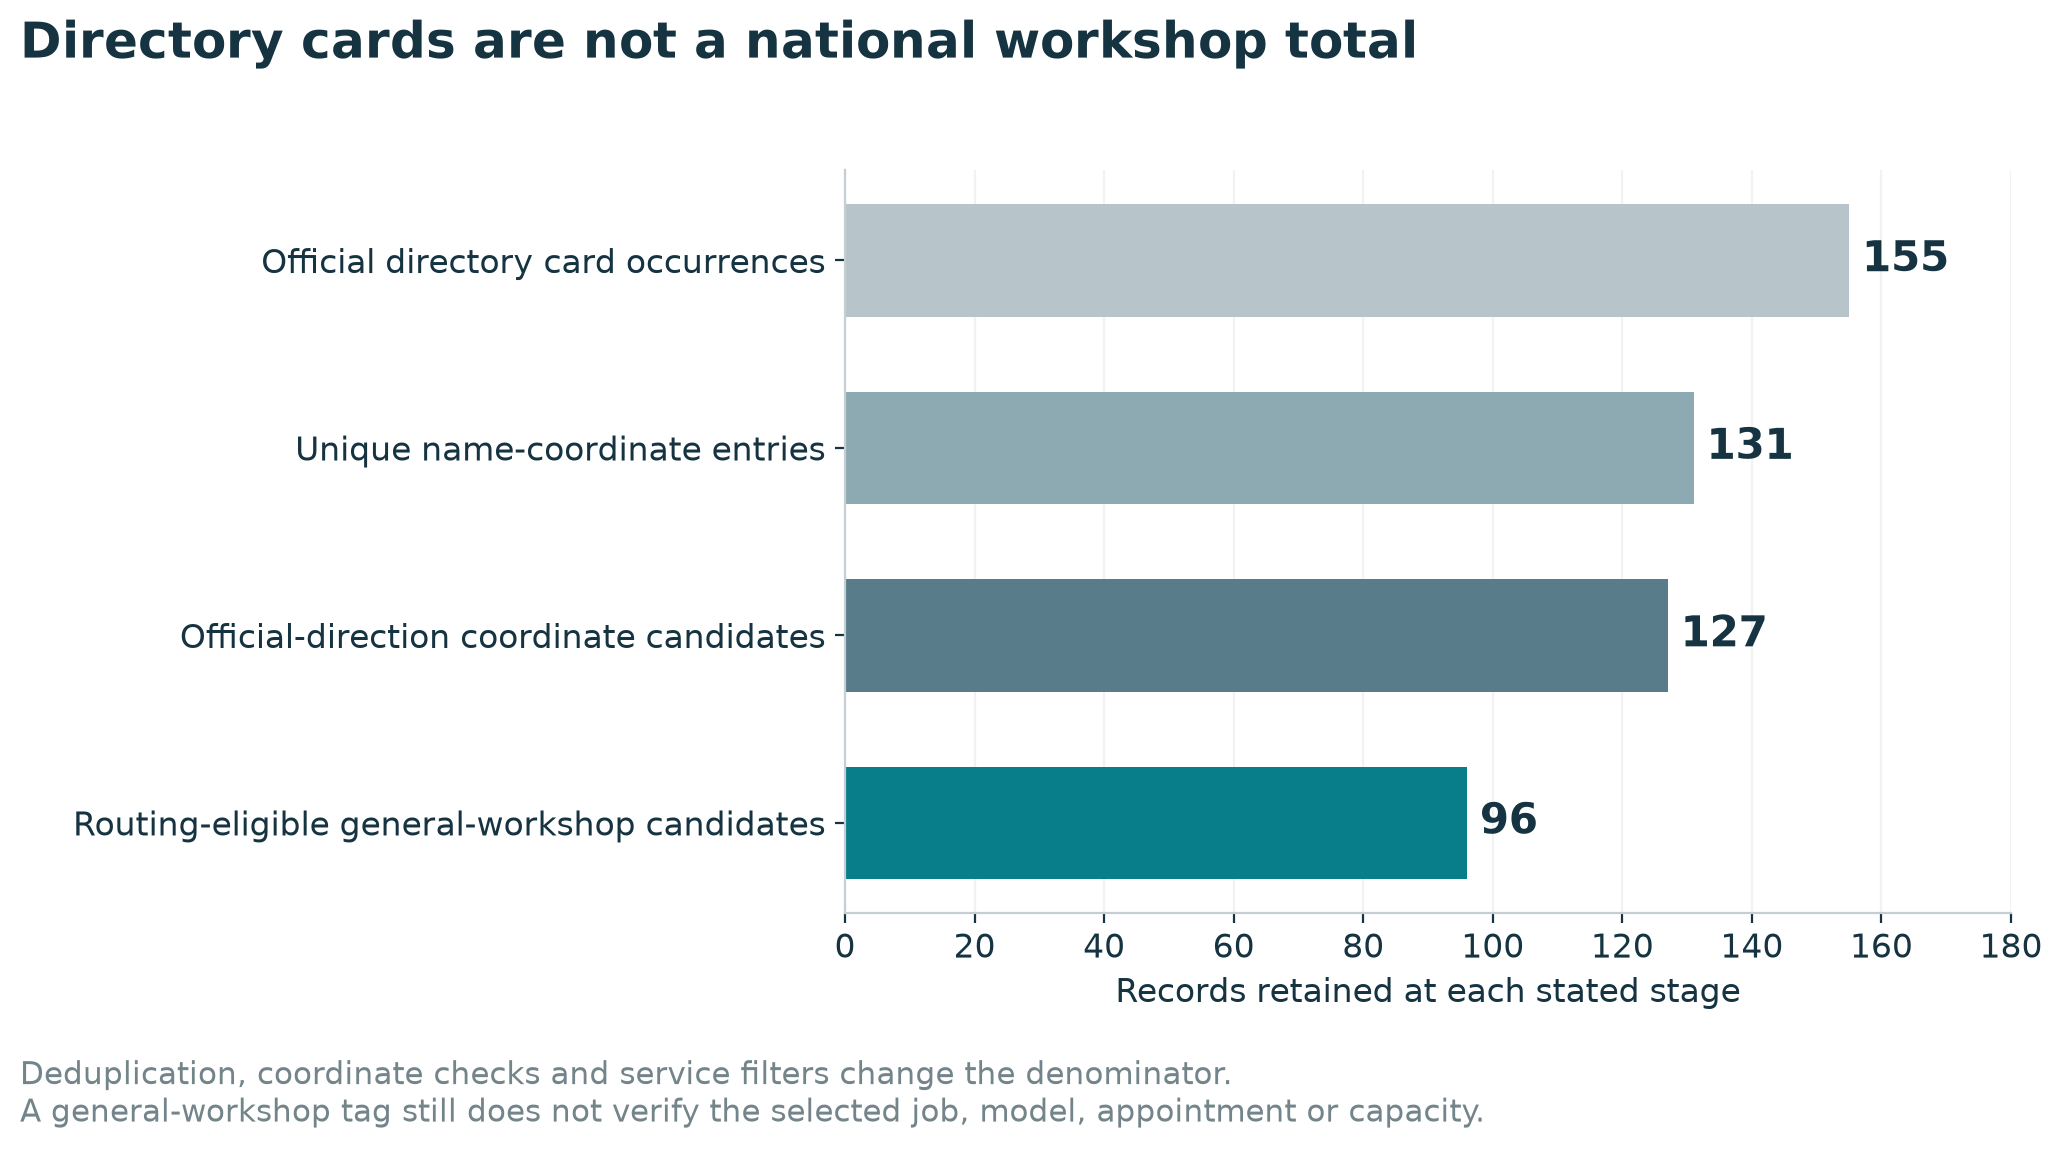 Directory cards are not a national workshop total
Official directory card occurrences
155
Unique name-coordinate entries
131
Official-direction coordinate candidates
127
Routing-eligible general-workshop candidates
96
0 20 40 60 80 100 120 140 160 180
Records retained at each stated stage
Deduplication, coordinate checks and service filters change the denominator.
A general-workshop tag still does not verify the selected job, model, appointment or capacity.